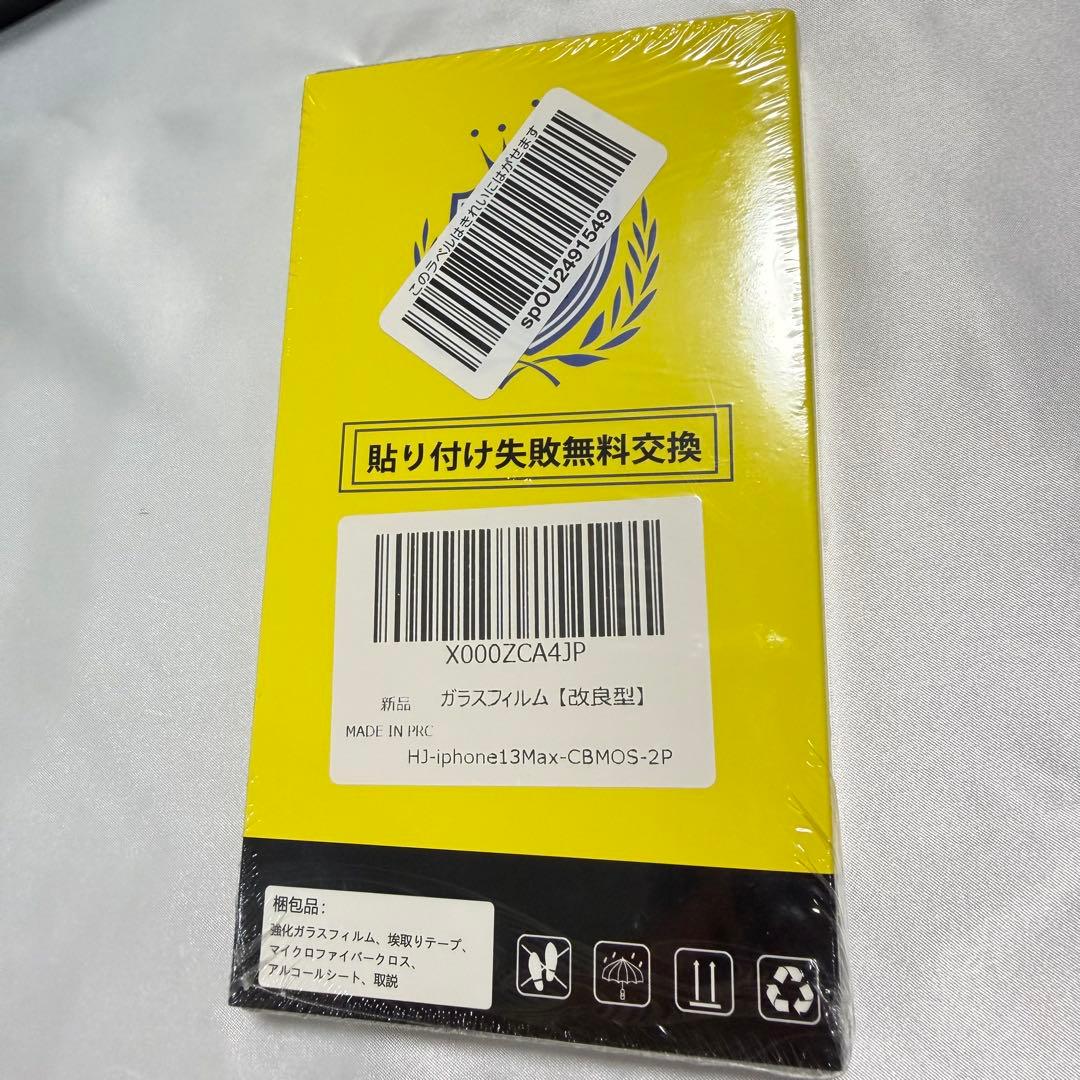 このラベルはきれいにはがせます
spOU2491549
貼り付け失敗無料交換
X000ZCA4JP
新品 ガラスフィルム【改良型】
MADE IN PRC
HJ-iphone13Max-CBMOS-2P
梱包品:
強化ガラスフィルム、埃取りテープ、
マイクロファイバークロス、
アルコールシート、取説